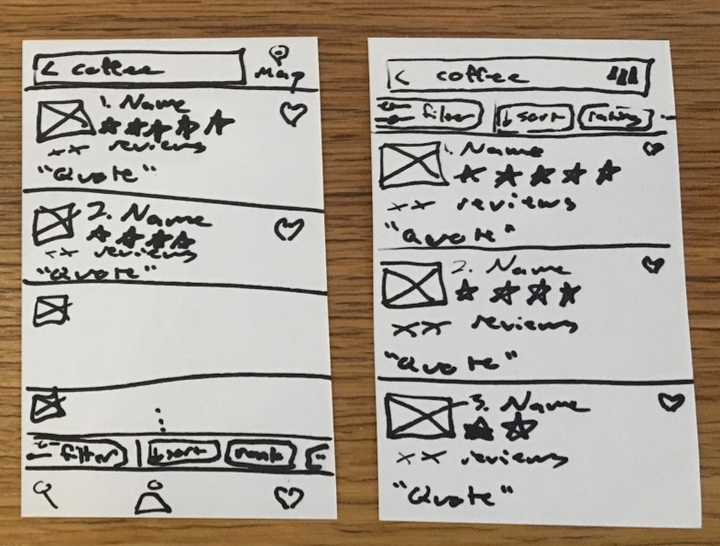 < coffee
Map
1. Name
xx reviews
"Quote"
2. Name
xx reviews
"Quote"
filter
↓sort
< coffee
filter
↓sort
rating
1. Name
xx reviews
"Quote"
2. Name
xx reviews
"Quote"
3. Name
xx reviews
"Quote"